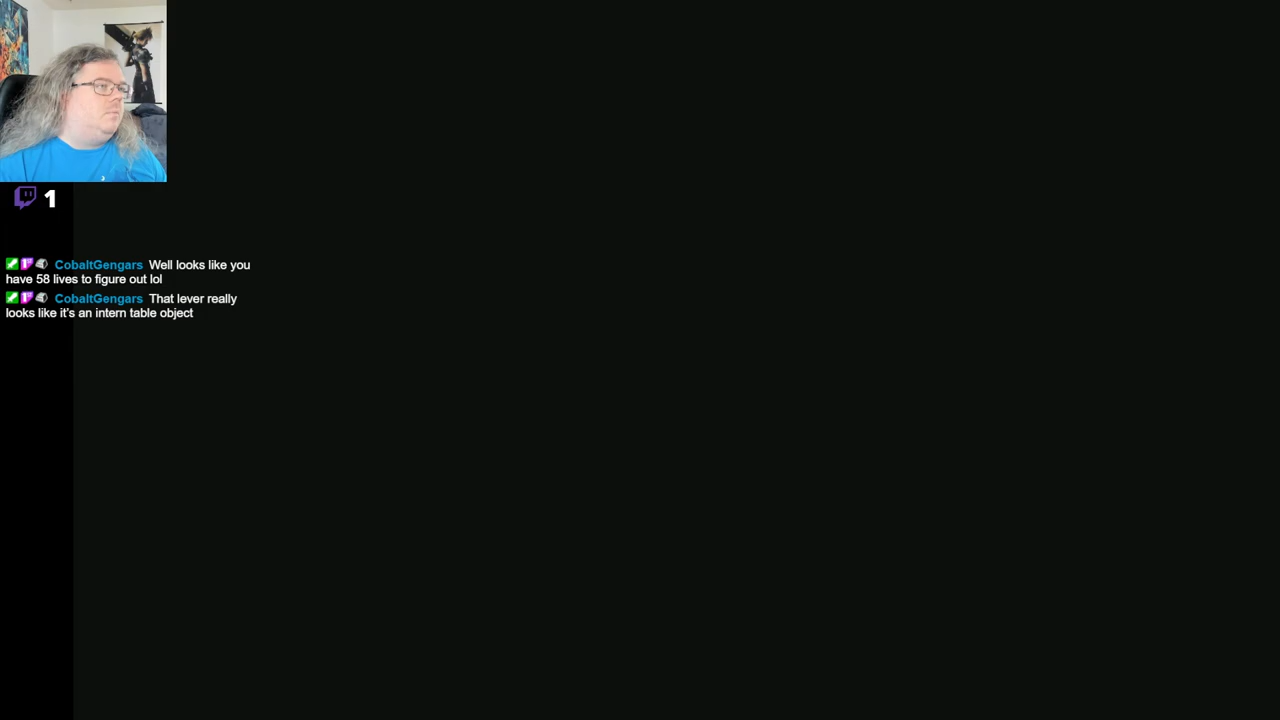 1
CobaltGengars Well looks like you
have 58 lives to figure out lol
CobaltGengars That lever really
looks like it's an intern table object